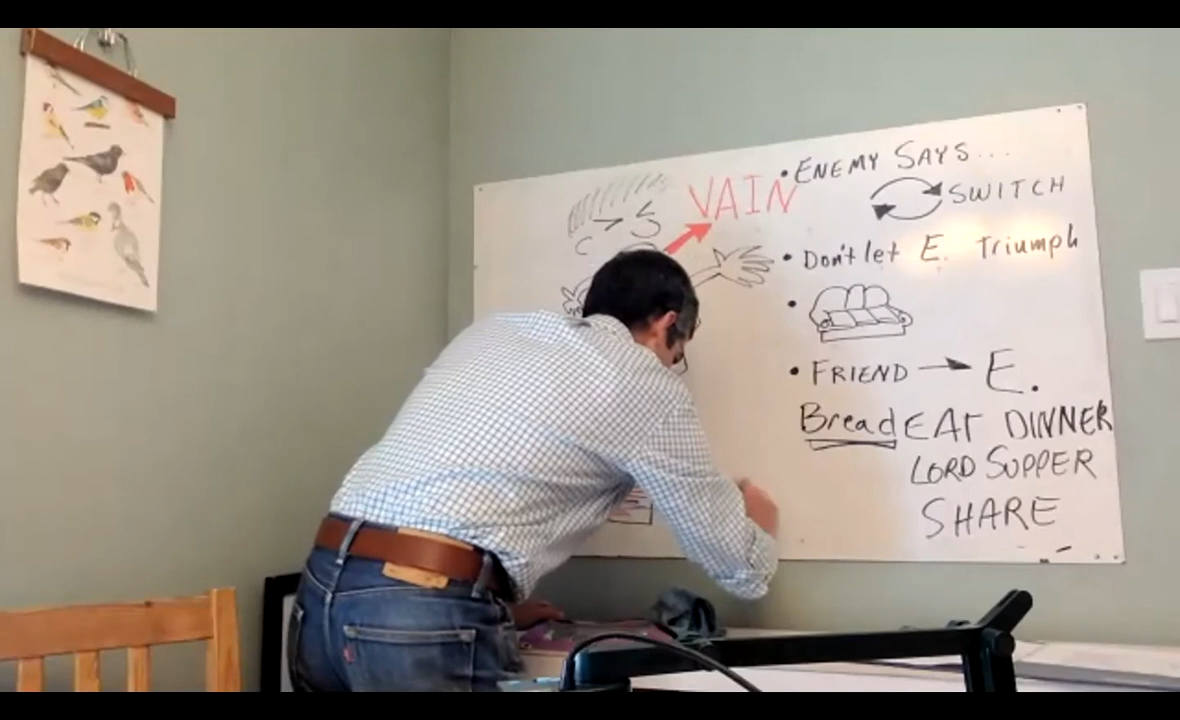 VAIN
• ENEMY SAYS...
SWITCH
• Don't let E. Triumph
•
• FRIEND → E.
Bread EAT DINNER
LORD SUPPER
SHARE